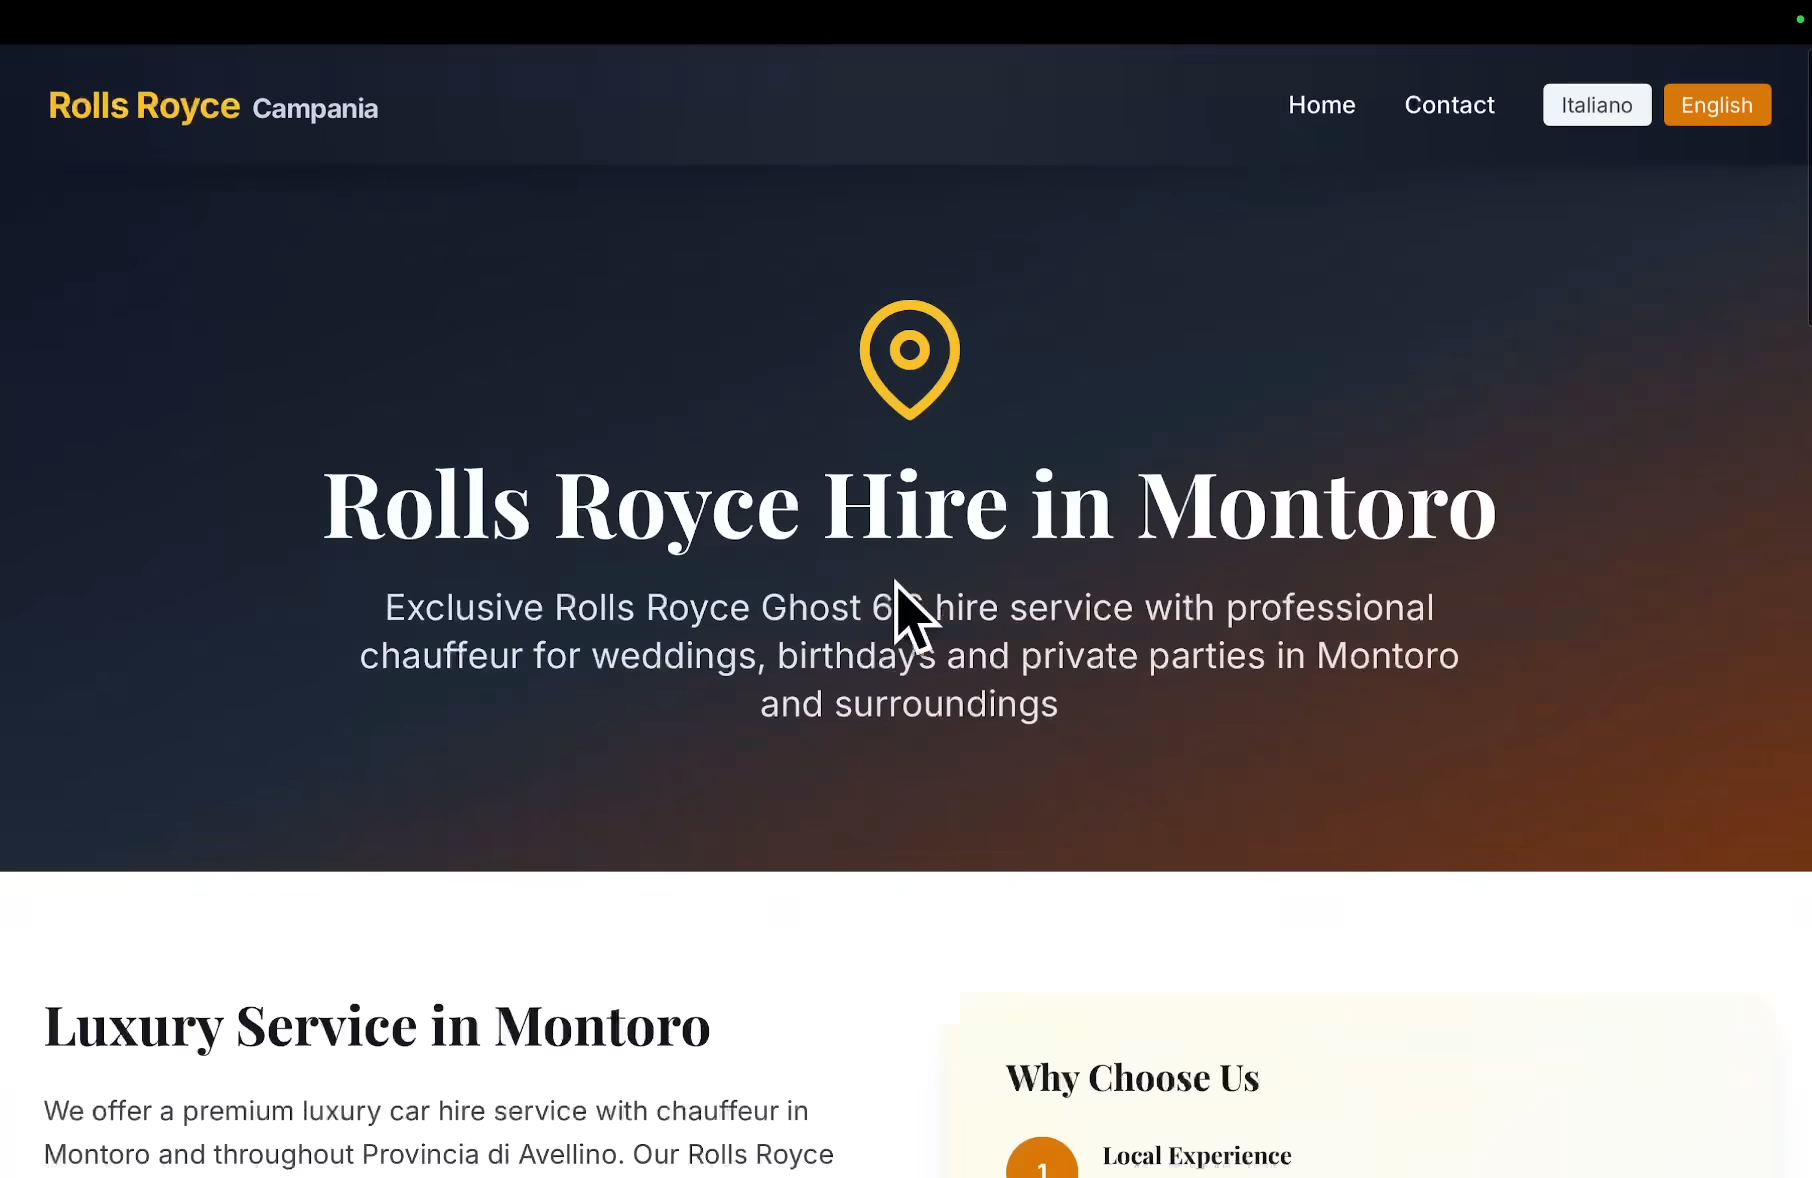 Rolls Royce Campania
Home
Contact
Italiano
English
Rolls Royce Hire in Montoro
Exclusive Rolls Royce Ghost hire service with professional
chauffeur for weddings, birthdays and private parties in Montoro
and surroundings
Luxury Service in Montoro
We offer a premium luxury car hire service with chauffeur in
Montoro and throughout Provincia di Avellino. Our Rolls Royce
Why Choose Us
1
Local Experience